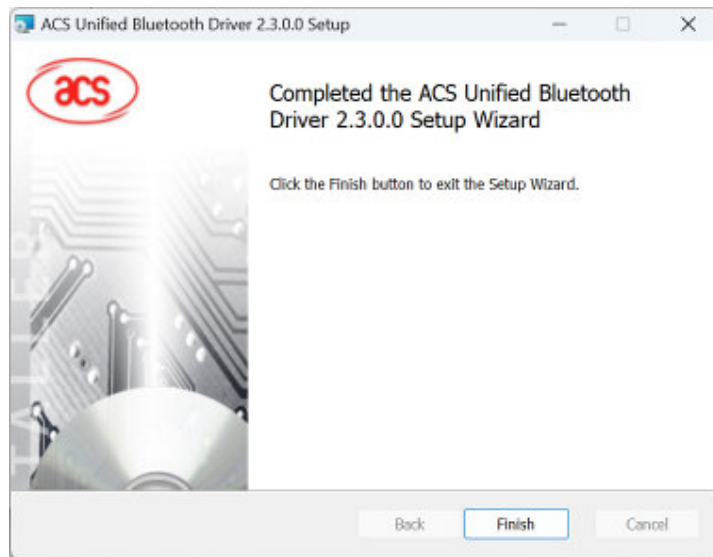 ACS Unified Bluetooth Driver 2.3.0.0 Setup
acs
Completed the ACS Unified Bluetooth
Driver 2.3.0.0 Setup Wizard
Click the Finish button to exit the Setup Wizard.
Back
Finish
Cancel